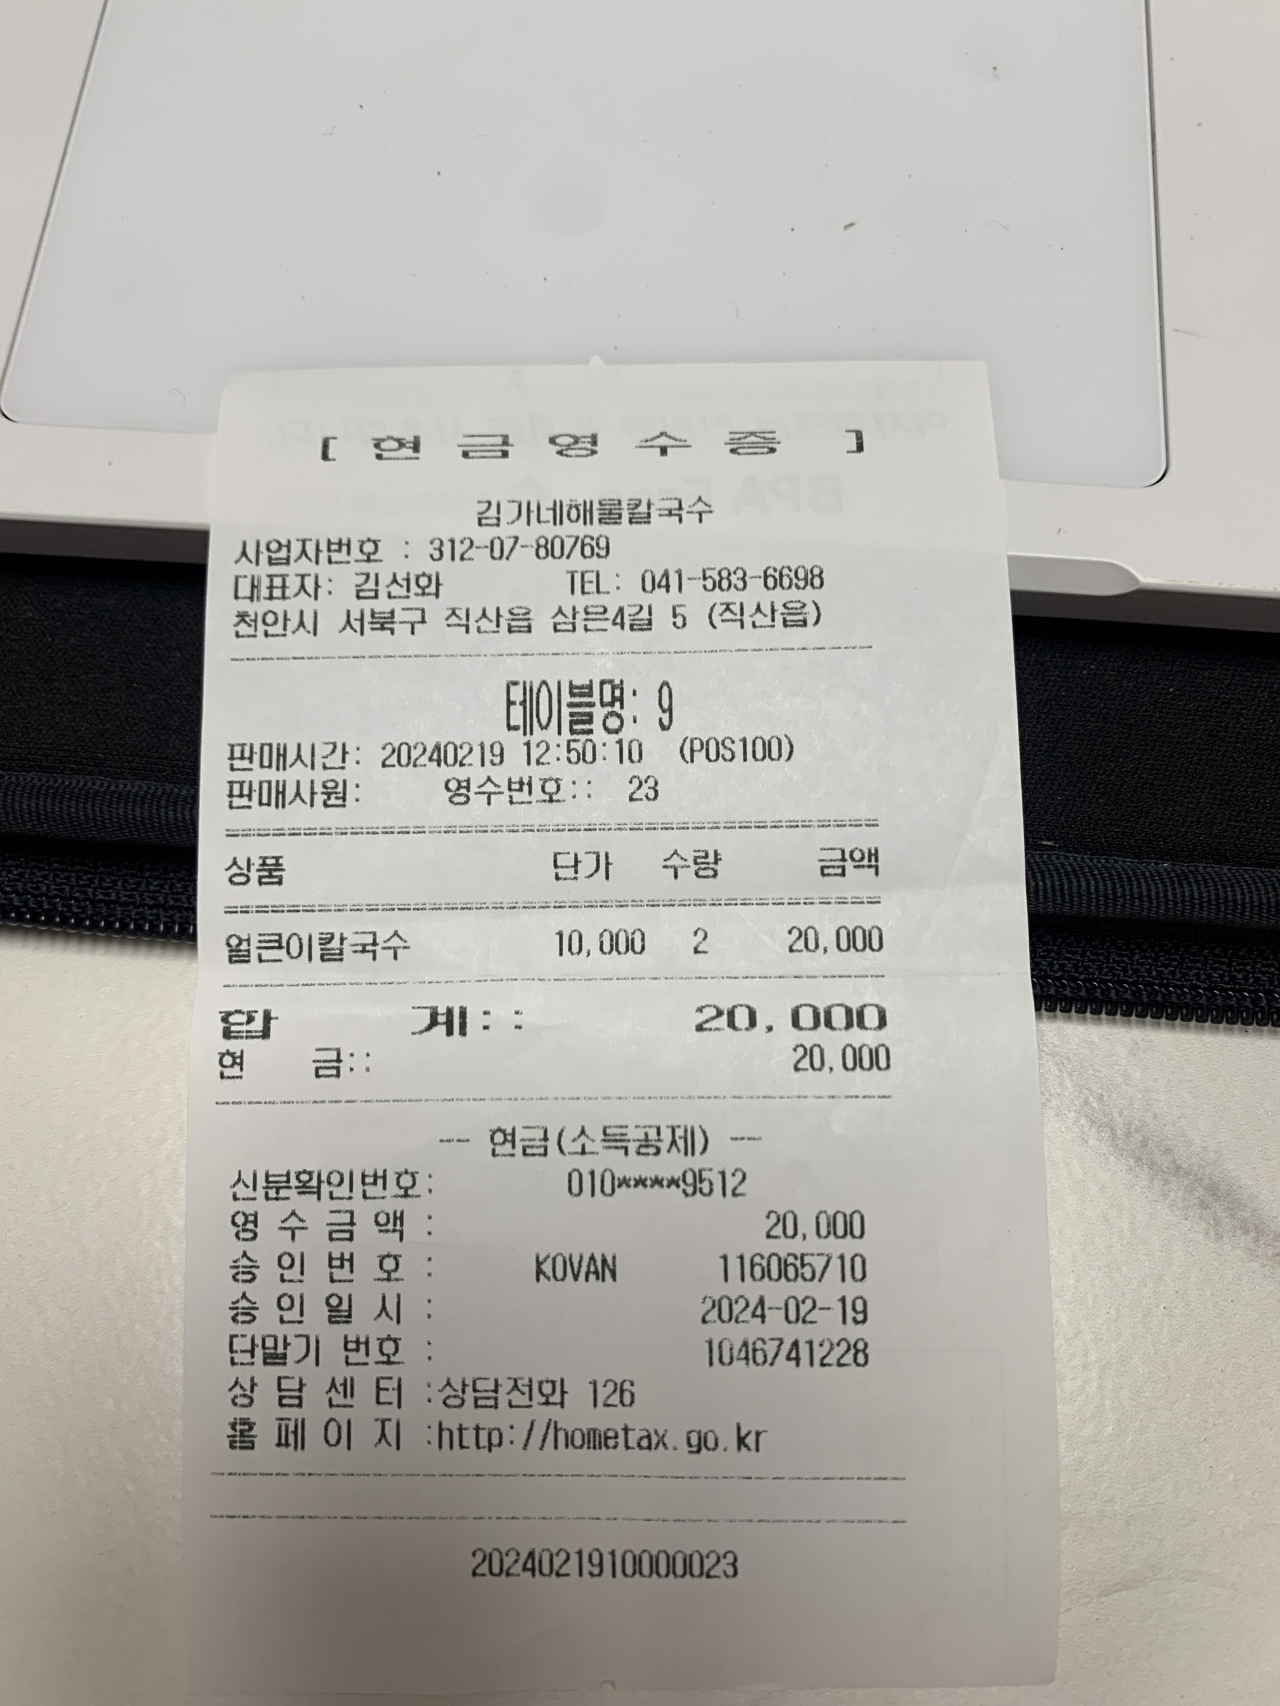 [ 현 금 영 수 증 ]
김가네해물칼국수
사업자번호 : 312-07-80769
대표자: 김선화 TEL: 041-583-6698
천안시 서북구 직산읍 삼은4길 5 (직산읍)
테이블명: 9
판매시간: 20240219 12:50:10 (POS100)
판매사원: 영수번호:: 23
상품 단가 수량 금액
얼큰이칼국수 10,000 2 20,000
합 계:: 20,000
현 금:: 20,000
-- 현금(소득공제) --
신분확인번호: 010****9512
영 수 금 액 : 20,000
승 인 번 호 : KOVAN 116065710
승 인 일 시 : 2024-02-19
단말기 번호 : 1046741228
상 담 센 터 :상담전화 126
홈 페 이 지 :http://hometax.go.kr
2024021910000023